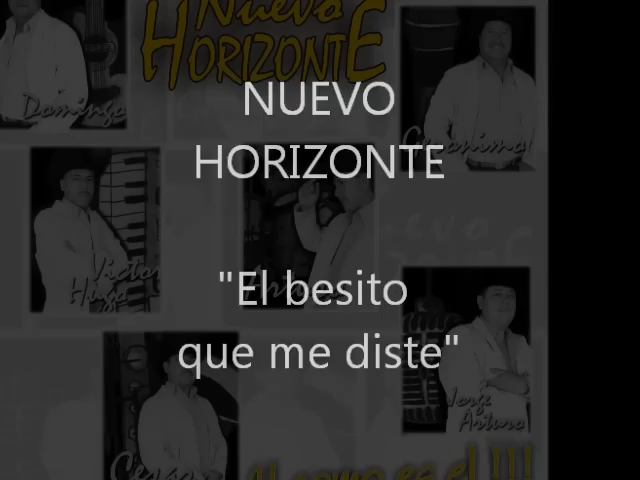 Nuevo
HORIZONTE
Domingo
NUEVO
HORIZONTE
Victor
Hugo
"El besito
que me diste"
Jorge
Arturo